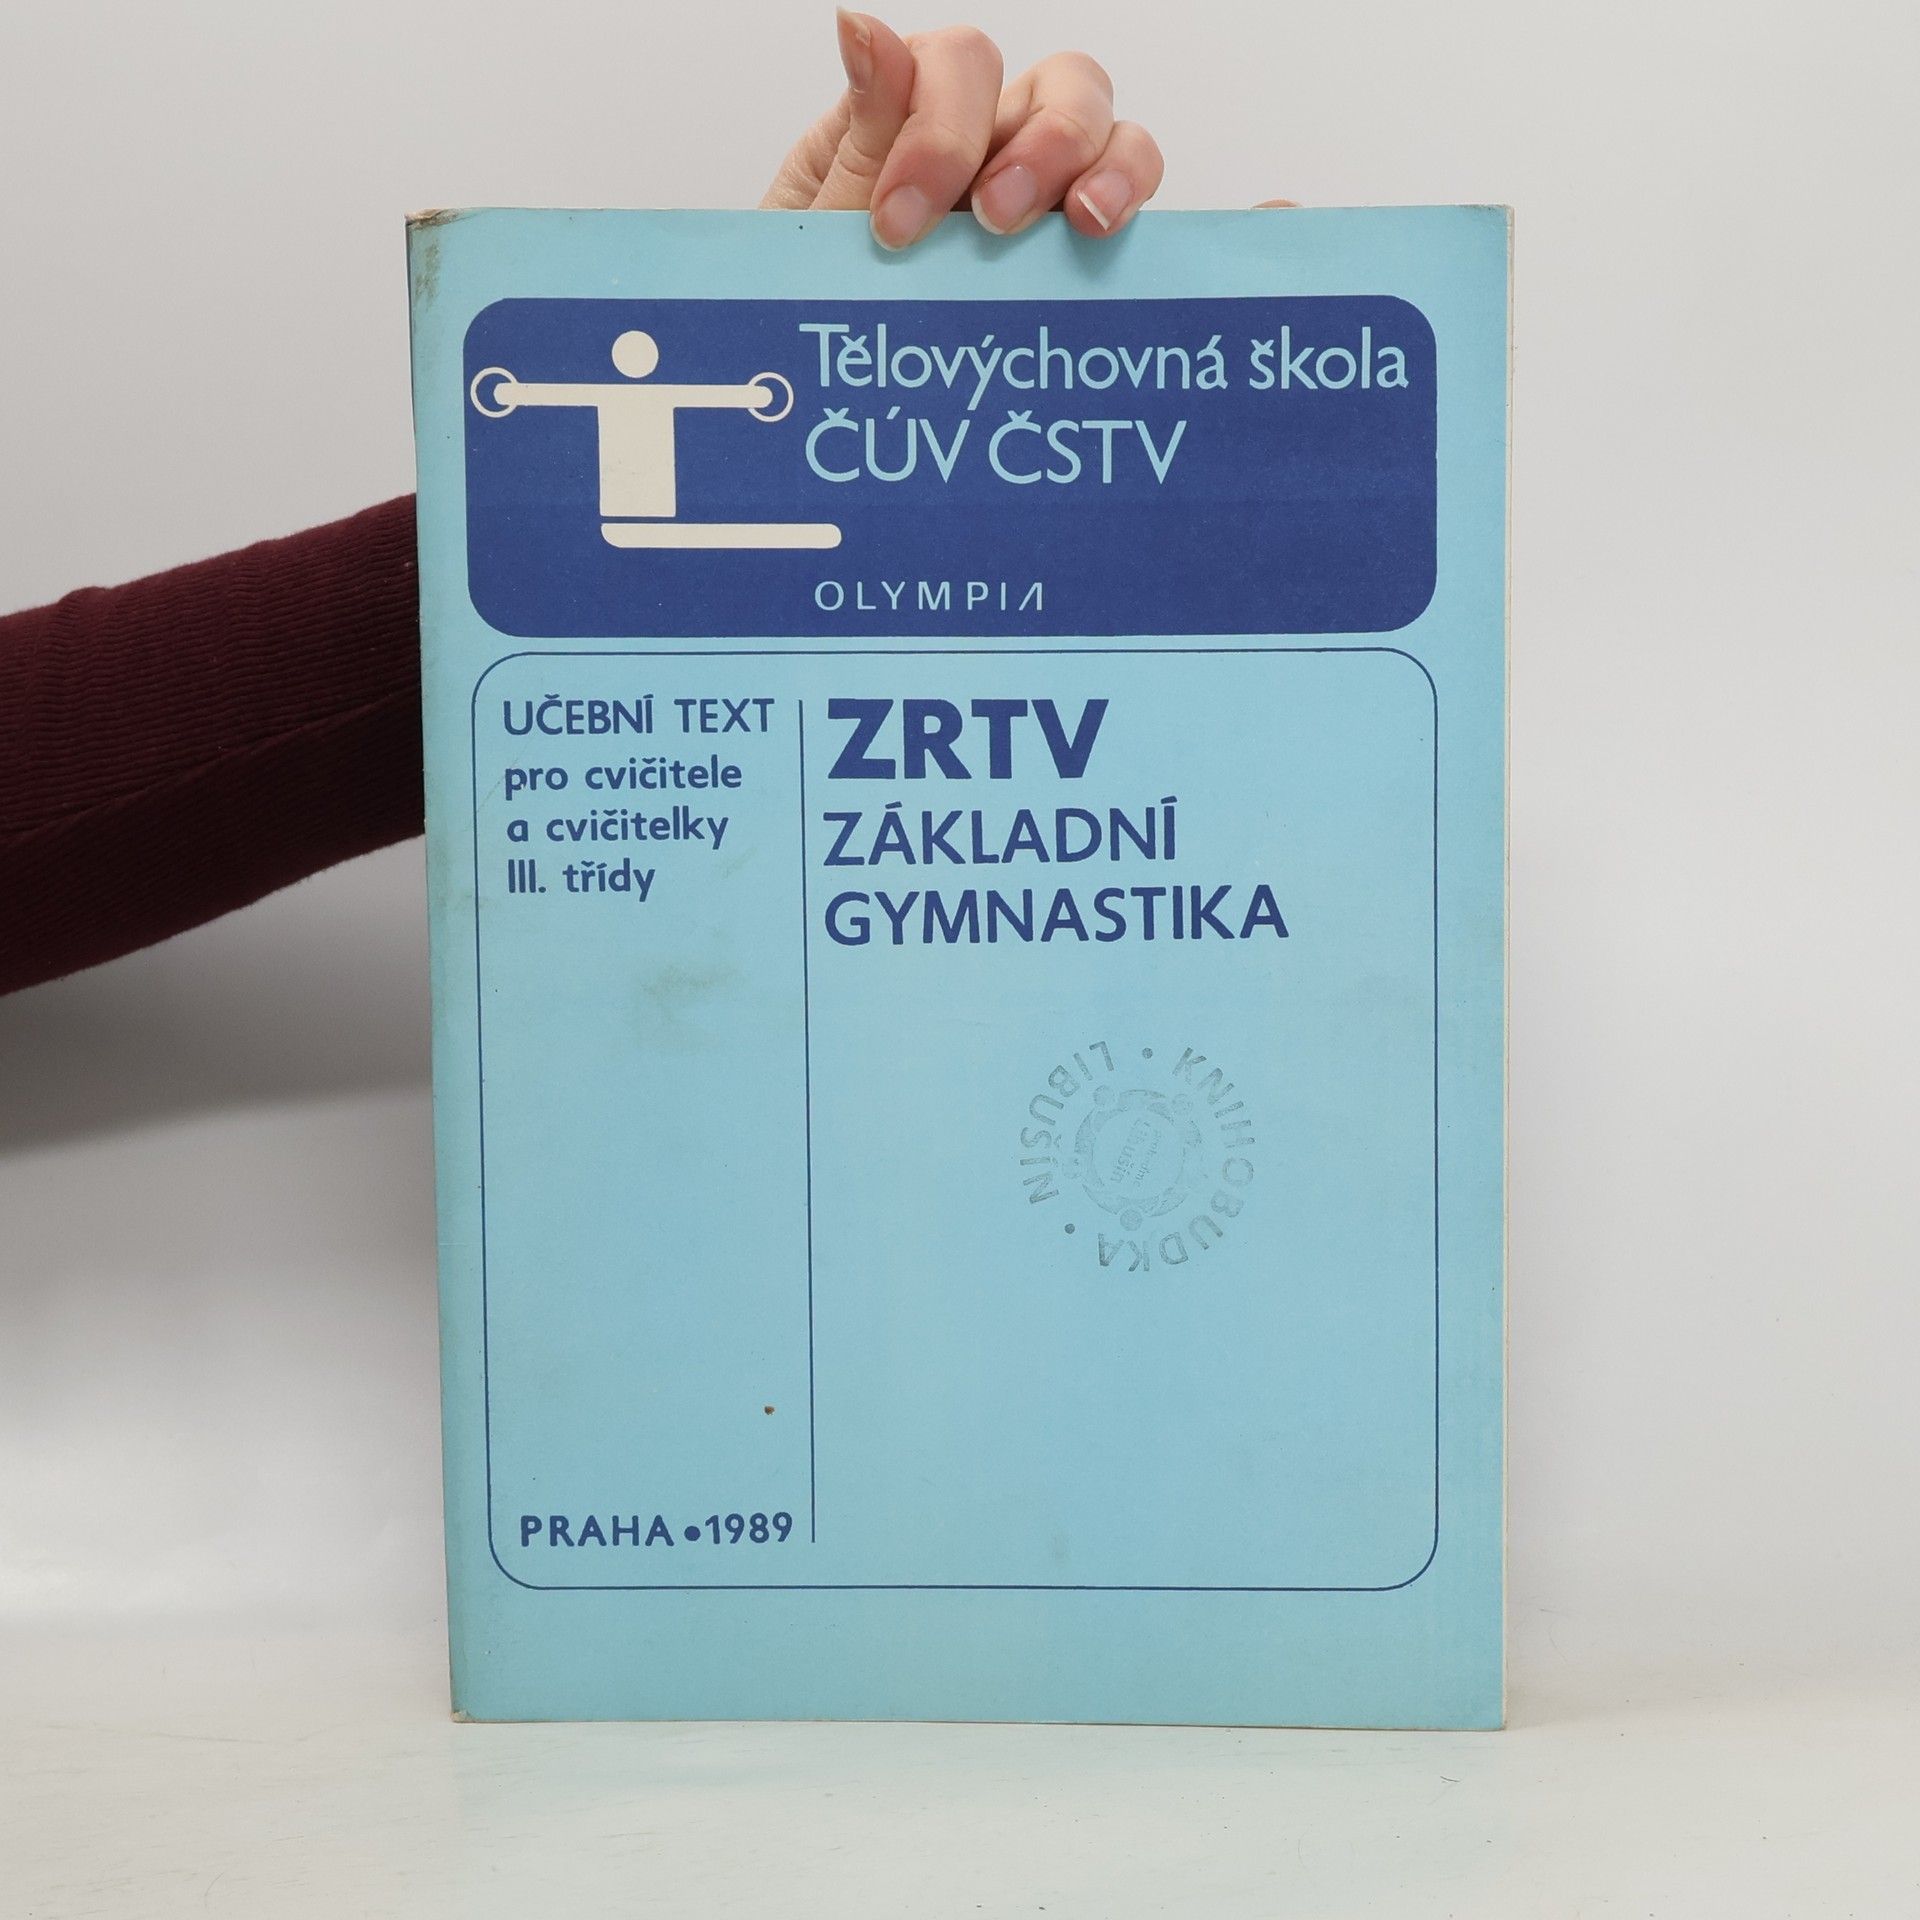 Tělovýchovná škola
ČÚV ČSTV
OLYMPIA
UČEBNÍ TEXT
pro cvičitele
a cvičitelky
III. třídy
ZRTV
ZÁKLADNÍ
GYMNASTIKA
KNIHOBUDKA • LIBUŠÍN •
PRAHA • 1989